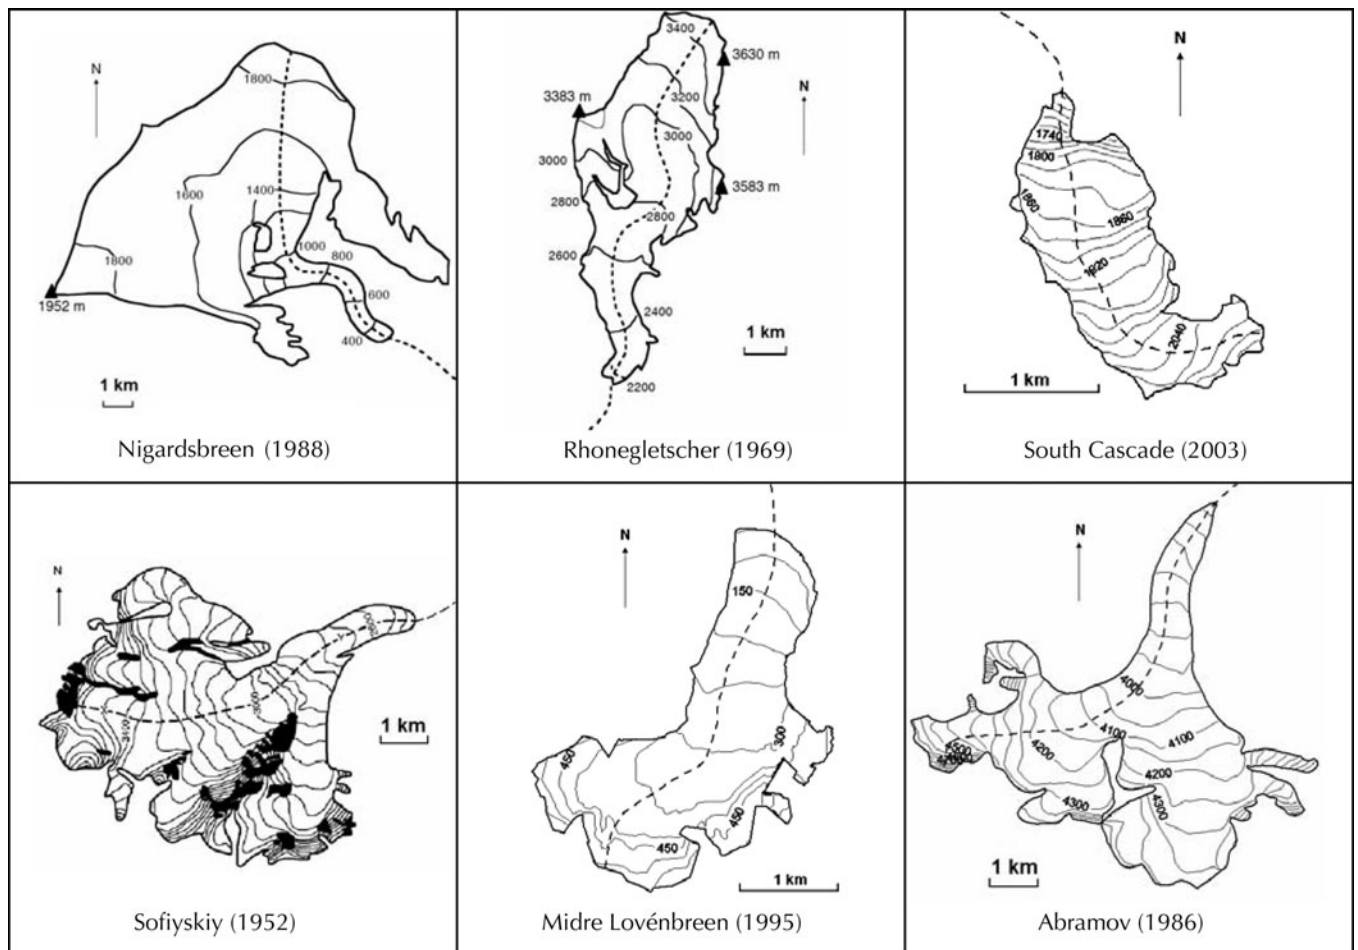 N
1800
1600
1400
1800
1000
800
600
400
1952 m
1 km
Nigardsbreen (1988)
3400
3630 m
3383 m
3200
N
3000
3000
3583 m
2800
2800
2600
2400
1 km
2200
Rhonegletscher (1969)
N
1740
1800
1860
1860
1920
2040
1 km
South Cascade (2003)
N
3000
3400
1 km
Sofiyskiy (1952)
N
150
300
450
450
450
1 km
Midre Lovénbreen (1995)
N
4000
4100
4100
4500
4200
4200
4300
4300
1 km
Abramov (1986)